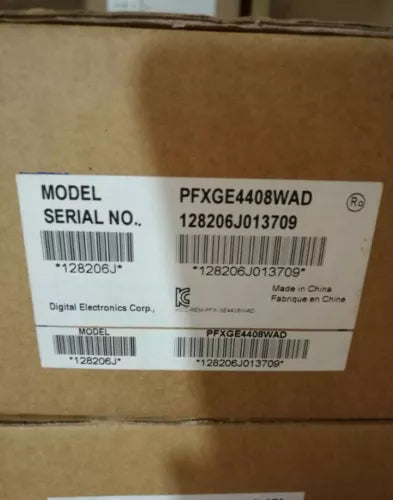 MODEL PFXGE4408WAD Ro
SERIAL NO., 128206J013709
*128206J* *128206J013709*
Made in China
Fabrique en Chine
Digital Electronics Corp.,
MODEL PFXGE4408WAD
*128206J* *128206J013709*